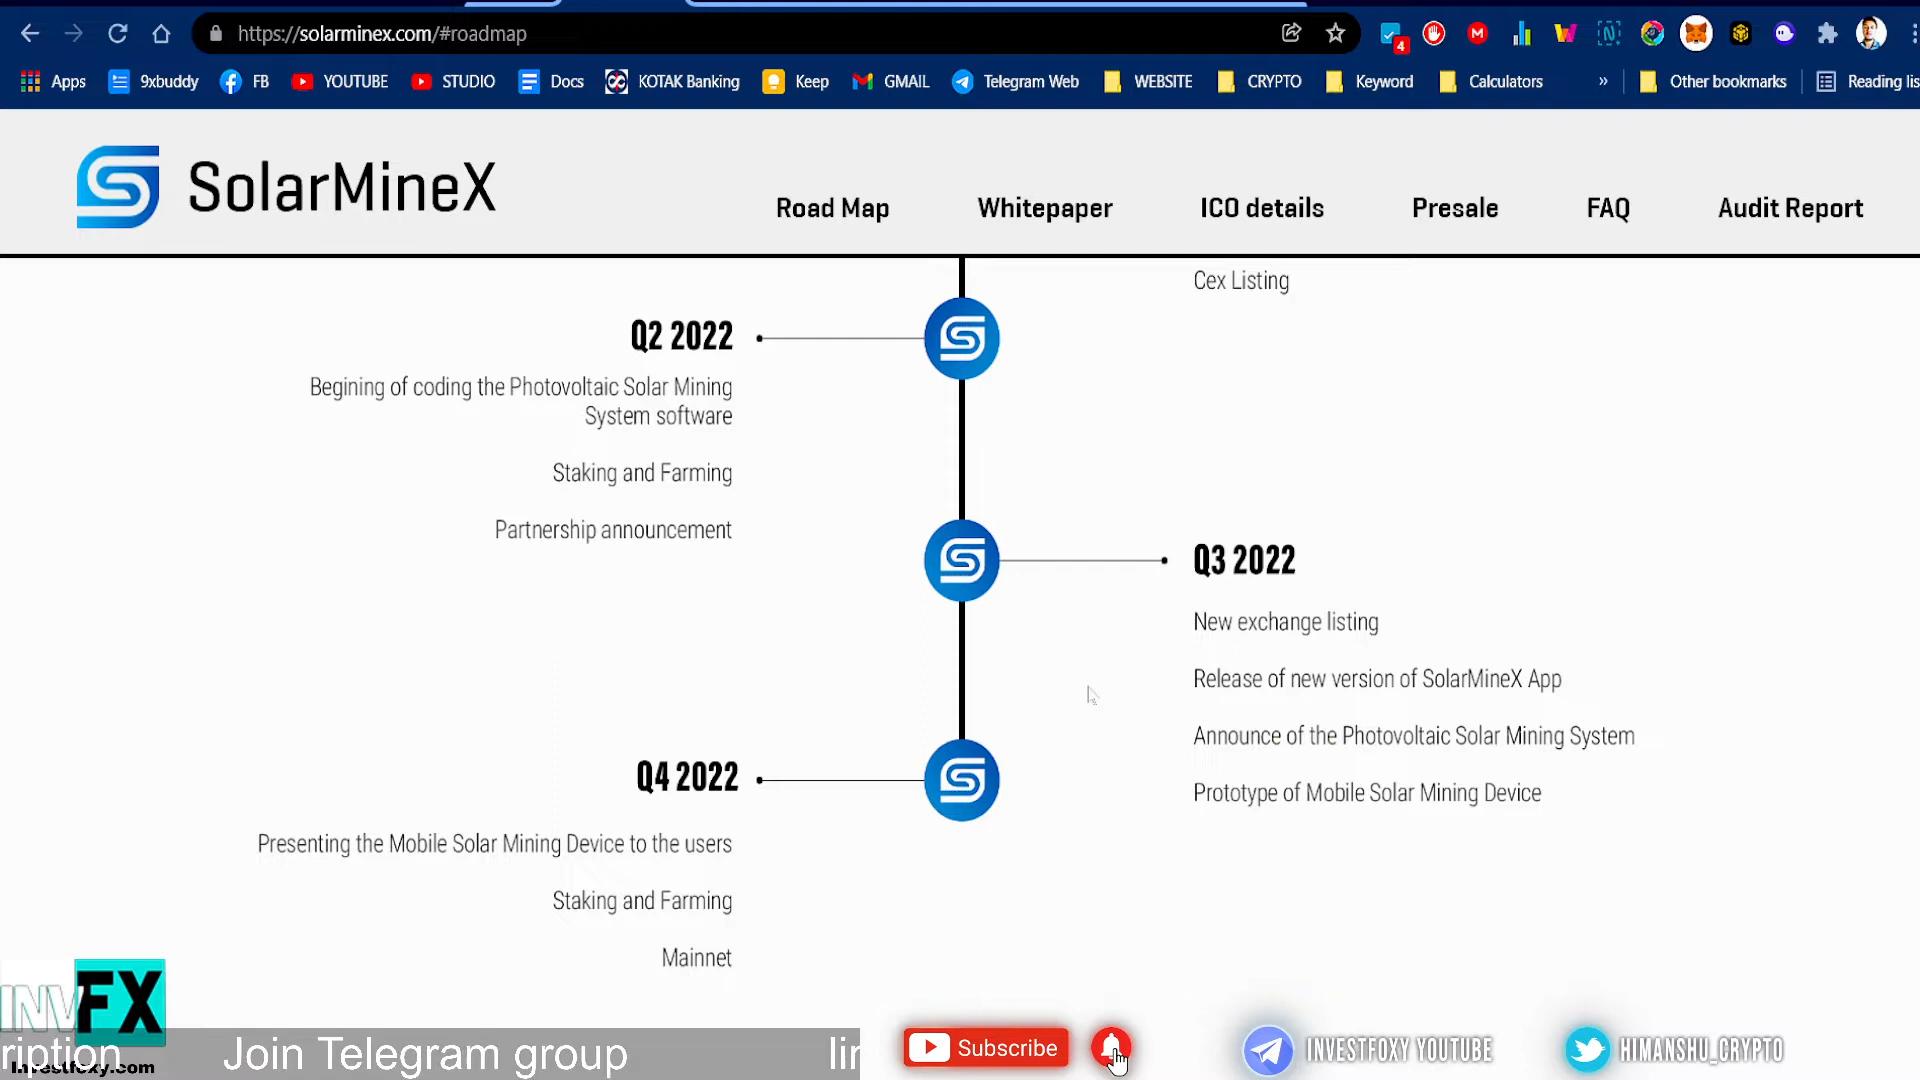 https://solarminex.com/#roadmap
4
Apps
9xbuddy
FB
YOUTUBE
STUDIO
Docs
KOTAK Banking
Keep
GMAIL
Telegram Web
WEBSITE
CRYPTO
Keyword
Calculators
»
Other bookmarks
Reading lis
SolarMineX
Road Map
Whitepaper
ICO details
Presale
FAQ
Audit Report
Cex Listing
Q2 2022
Begining of coding the Photovoltaic Solar Mining
System software
Staking and Farming
Partnership announcement
Q3 2022
New exchange listing
Release of new version of SolarMineX App
Announce of the Photovoltaic Solar Mining System
Prototype of Mobile Solar Mining Device
Q4 2022
Presenting the Mobile Solar Mining Device to the users
Staking and Farming
Mainnet
INVFX
ription
Join Telegram group
lin
Investfoxy.com
Subscribe
INVESTFOXY YOUTUBE
HIMANSHU_CRYPTO